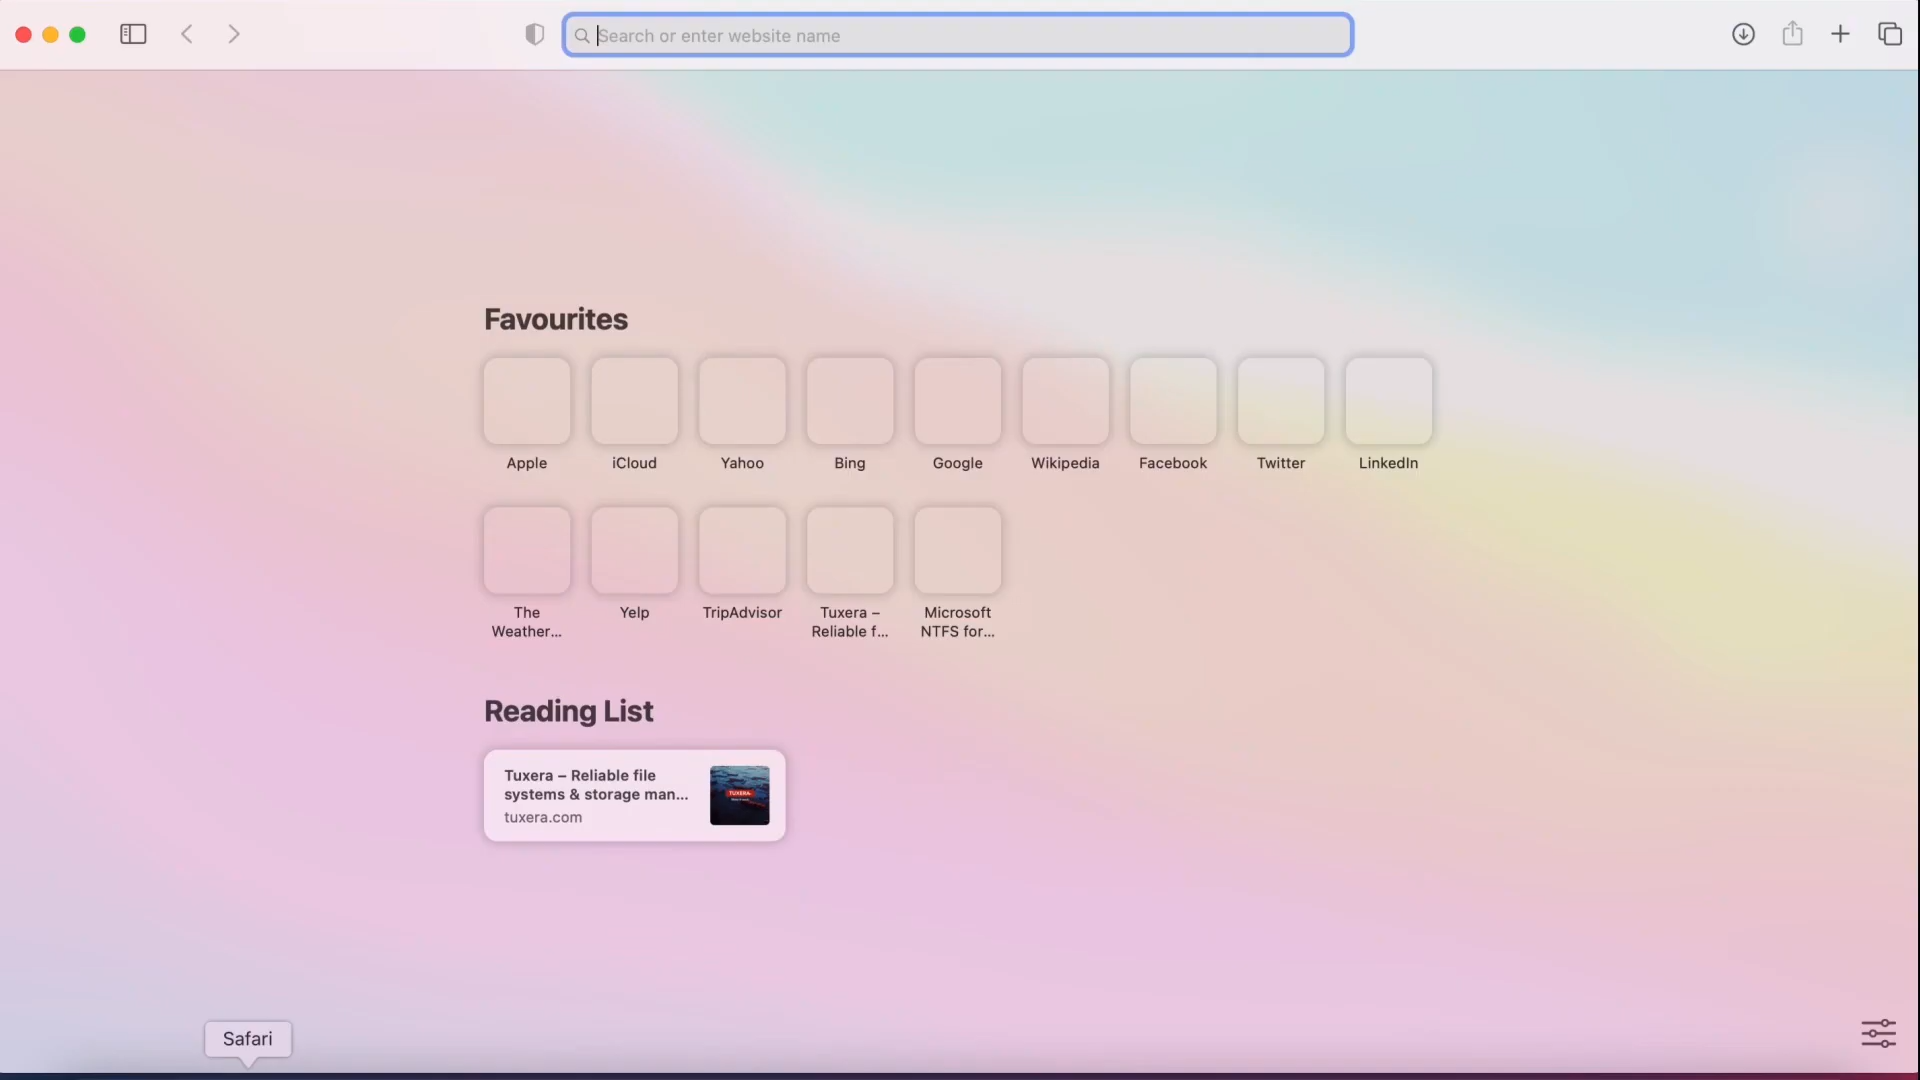 Search or enter website name
Favourites
Apple
iCloud
Yahoo
Bing
Google
Wikipedia
Facebook
Twitter
LinkedIn
The
Weather...
Yelp
TripAdvisor
Tuxera –
Reliable f...
Microsoft
NTFS for...
Reading List
Tuxera – Reliable file
systems & storage man...
tuxera.com
TUXERA
Safari